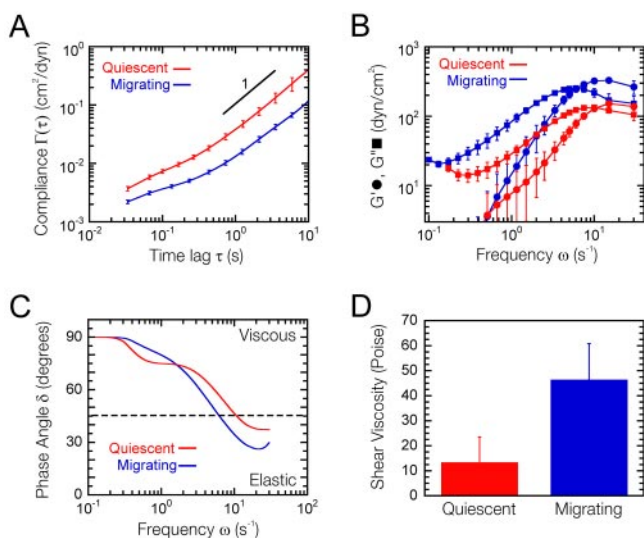 A
Compliance Γ(τ) (cm²/dyn)
10⁰
10⁻¹
10⁻²
10⁻³
Quiescent
Migrating
1
10⁻² 10⁻¹ 10⁰ 10¹
Time lag τ (s)
B
G'●, G"■ (dyn/cm²)
10²
10¹
Quiescent
Migrating
10⁻¹ 10⁰ 10¹
Frequency ω (s⁻¹)
C
Phase Angle δ (degrees)
90
60
30
Viscous
Quiescent
Migrating
Elastic
10⁻¹ 10⁰ 10¹ 10²
Frequency ω (s⁻¹)
D
Shear Viscosity (Poise)
70
60
50
40
30
20
10
0
Quiescent Migrating